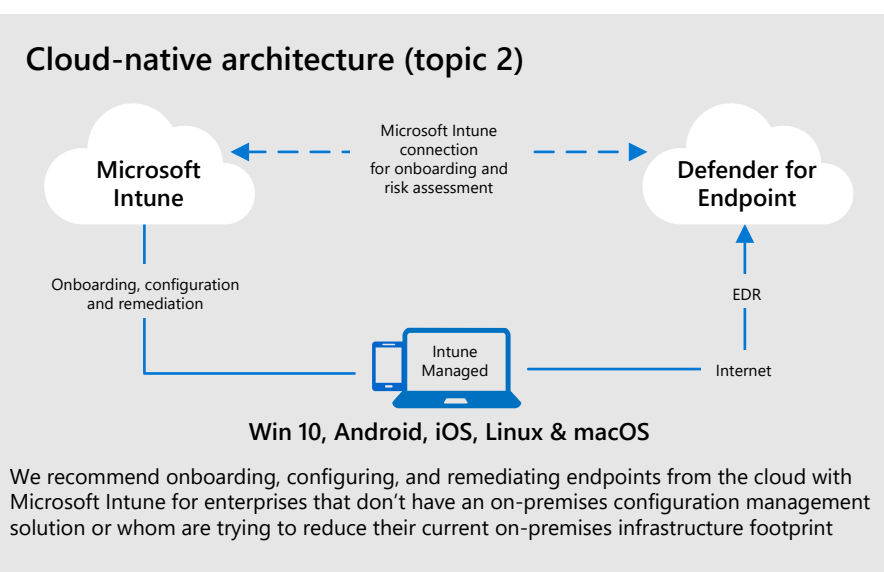 Cloud-native architecture (topic 2)
Microsoft Intune
connection
for onboarding and
risk assessment
Microsoft
Intune
Defender for
Endpoint
Onboarding, configuration
and remediation
EDR
Intune
Managed
Internet
Win 10, Android, iOS, Linux & macOS
We recommend onboarding, configuring, and remediating endpoints from the cloud with
Microsoft Intune for enterprises that don’t have an on-premises configuration management
solution or whom are trying to reduce their current on-premises infrastructure footprint